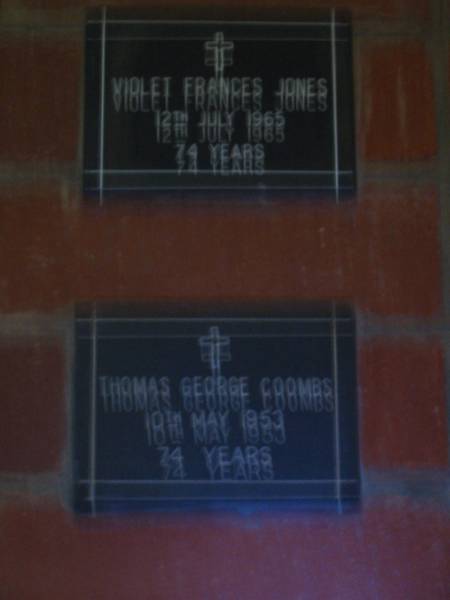 VIOLET FRANCES JONES
12TH JULY 1965
74 YEARS
THOMAS GEORGE COOMBS
10TH MAY 1953
74 YEARS